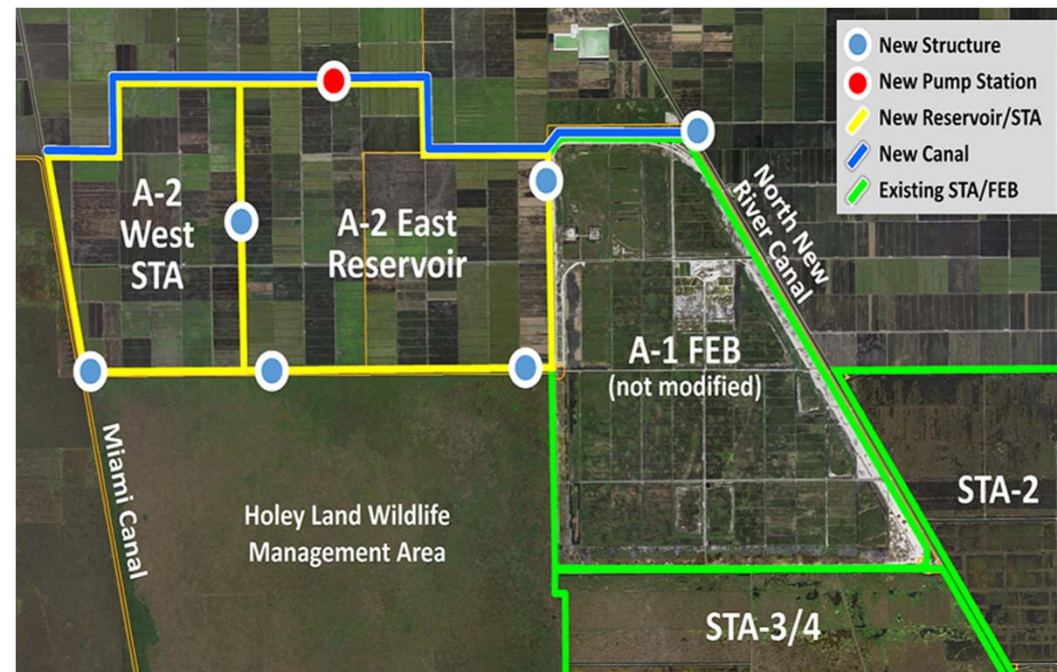 New Structure
New Pump Station
New Reservoir/STA
New Canal
Existing STA/FEB
A-2
West
STA
A-2 East
Reservoir
North New
River Canal
A-1 FEB
(not modified)
Miami Canal
Holey Land Wildlife
Management Area
STA-2
STA-3/4